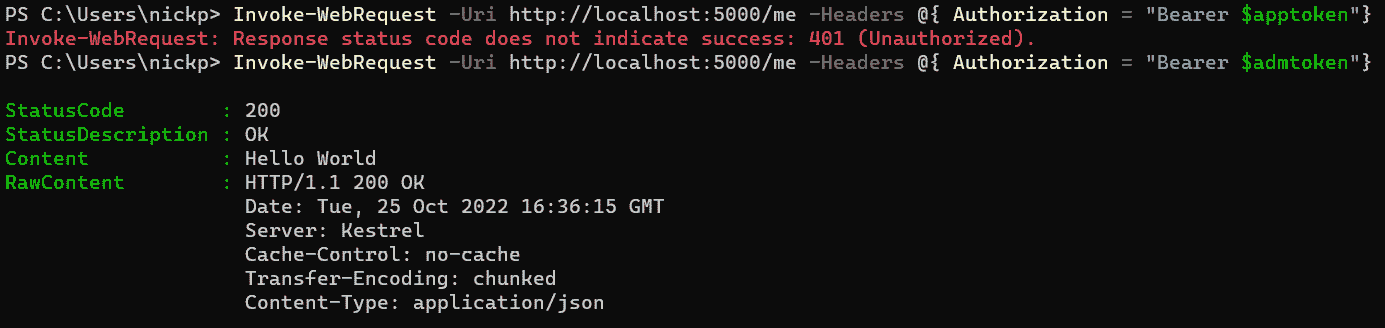 PS C:\Users\nickp> Invoke-WebRequest -Uri http://localhost:5000/me -Headers @{ Authorization = "Bearer $apptoken"}
Invoke-WebRequest: Response status code does not indicate success: 401 (Unauthorized).
PS C:\Users\nickp> Invoke-WebRequest -Uri http://localhost:5000/me -Headers @{ Authorization = "Bearer $admtoken"}
StatusCode        : 200
StatusDescription : OK
Content           : Hello World
RawContent        : HTTP/1.1 200 OK
                    Date: Tue, 25 Oct 2022 16:36:15 GMT
                    Server: Kestrel
                    Cache-Control: no-cache
                    Transfer-Encoding: chunked
                    Content-Type: application/json